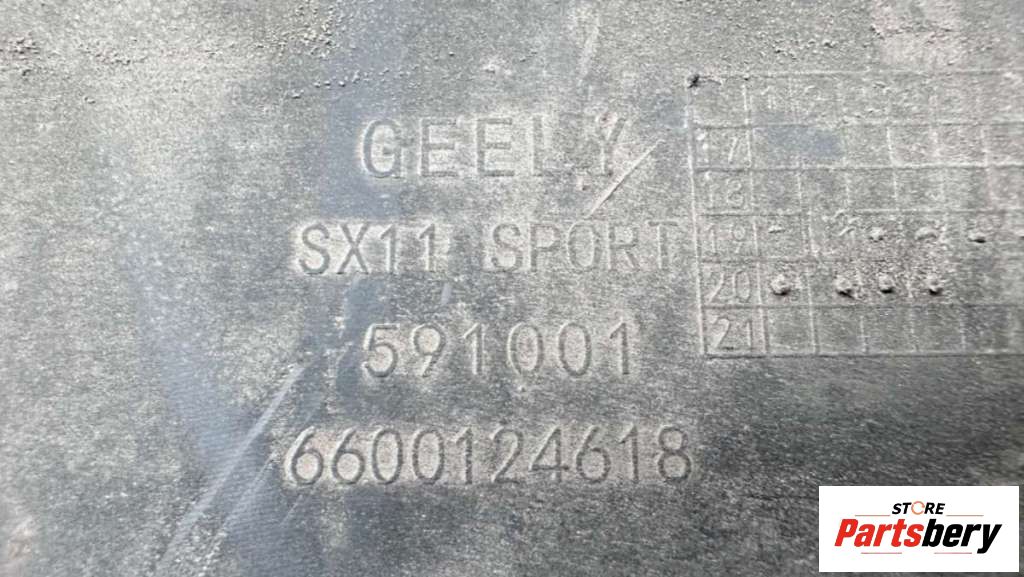 GEELY
SX11 SPORT
591001
6600124618
17
18
19
20
21
STORE
Partsbery